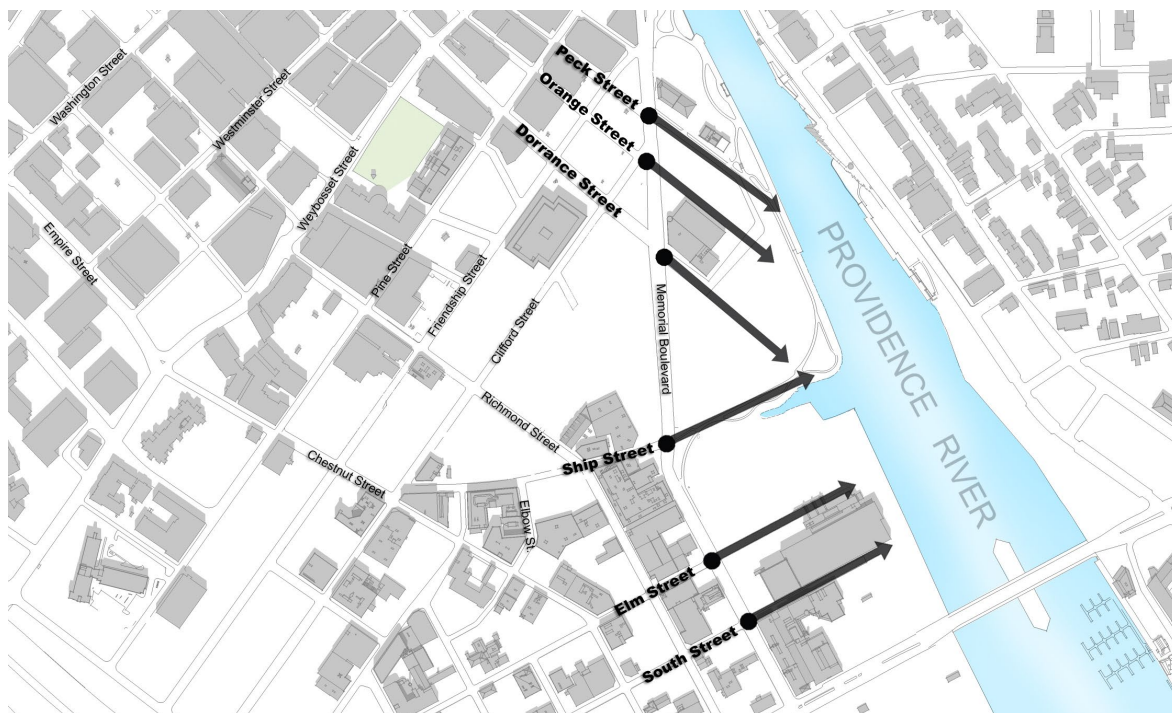 Peck Street
Orange Street
Dorrance Street
Washington Street
Westminster Street
Weybosset Street
Empire Street
Pine Street
Friendship Street
Clifford Street
Memorial Boulevard
PROVIDENCE RIVER
Richmond Street
Ship Street
Chestnut Street
Elbow St.
Elm Street
South Street